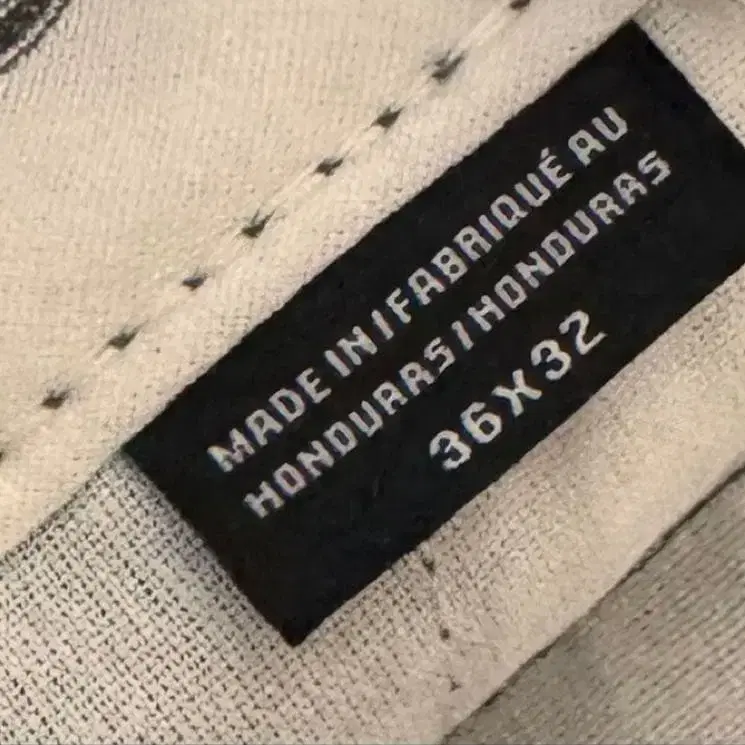 MADE IN / FABRIQUÉ AU
HONDURAS / HONDURAS
36X32